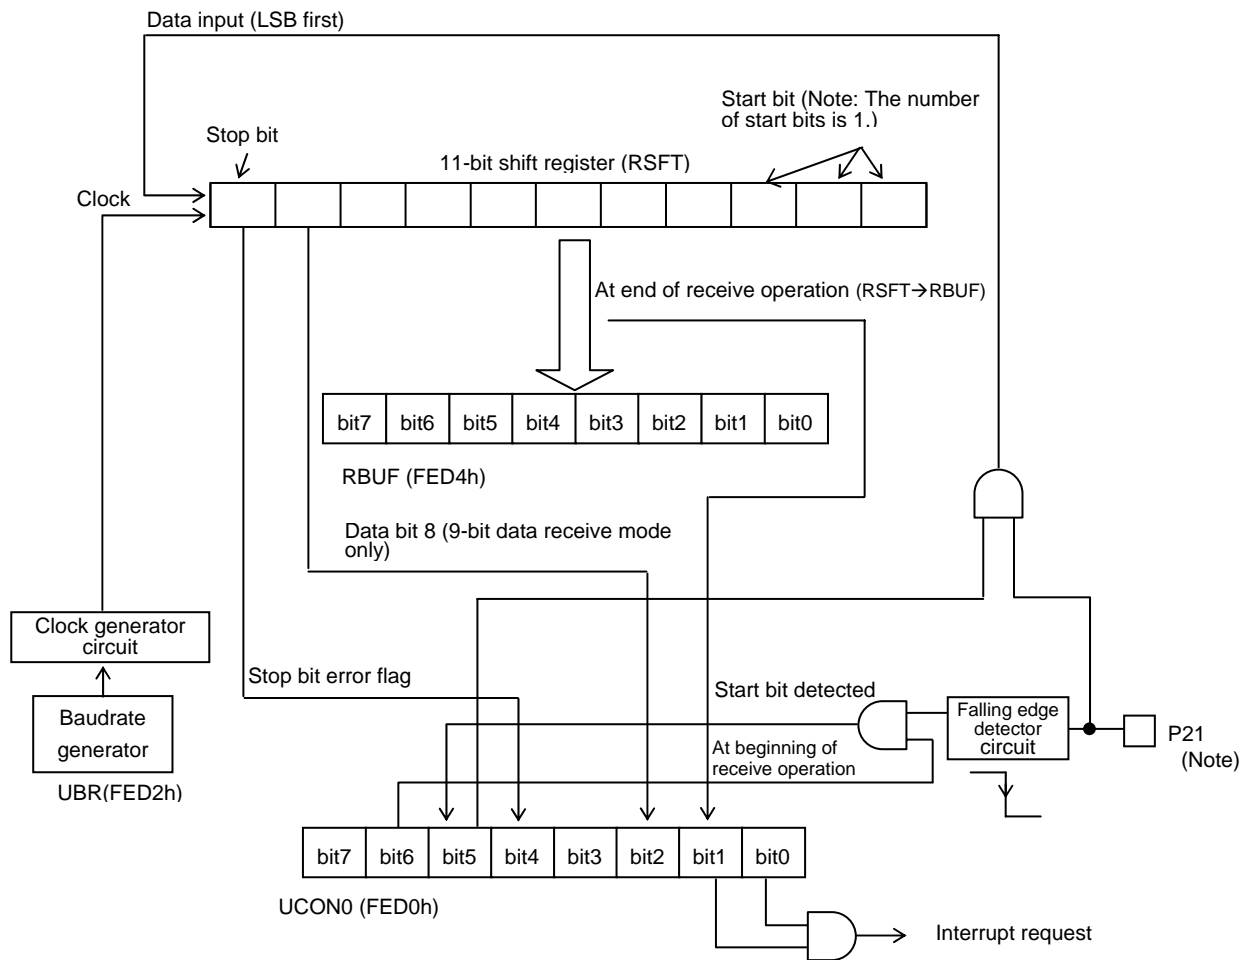 Data input (LSB first)
Start bit (Note: The number
of start bits is 1.)
Stop bit
11-bit shift register (RSFT)
Clock
At end of receive operation (RSFT→RBUF)
bit7 bit6 bit5 bit4 bit3 bit2 bit1 bit0
RBUF (FED4h)
Data bit 8 (9-bit data receive mode
only)
Clock generator
circuit
Stop bit error flag
Start bit detected
Baudrate
generator
Falling edge
detector
circuit
P21
(Note)
At beginning of
receive operation
UBR(FED2h)
bit7 bit6 bit5 bit4 bit3 bit2 bit1 bit0
UCON0 (FED0h)
Interrupt request